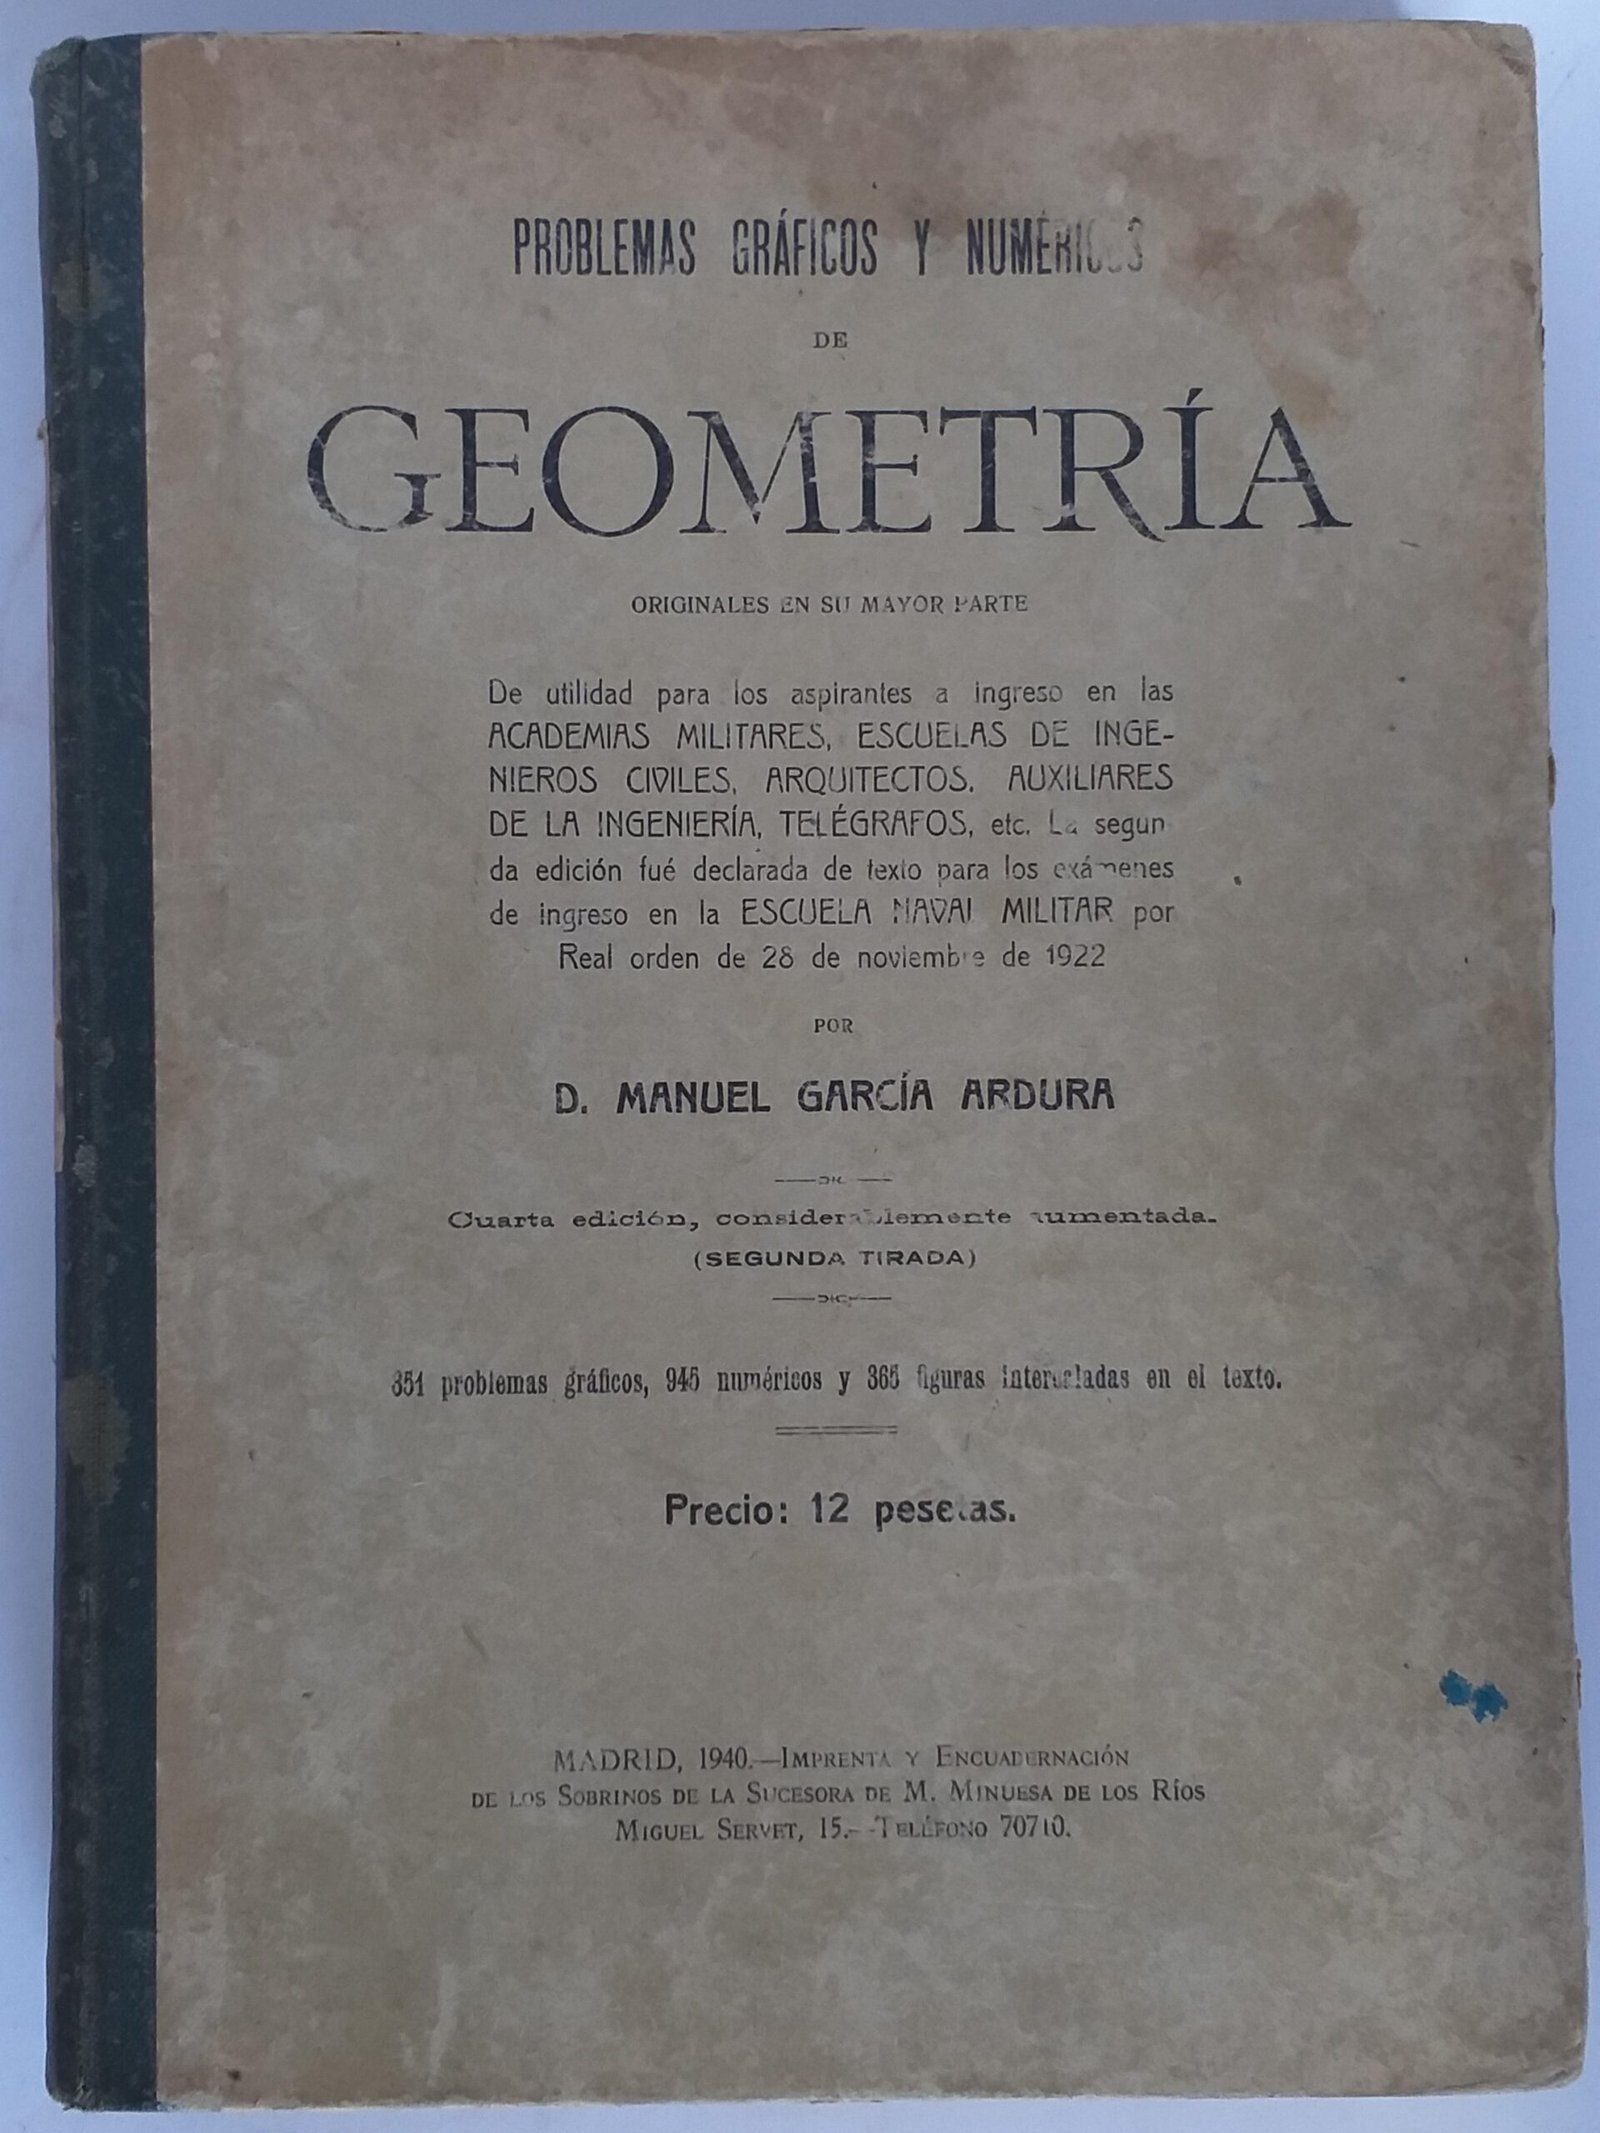 PROBLEMAS GRÁFICOS Y NUMÉRICOS
DE
GEOMETRÍA
ORIGINALES EN SU MAYOR PARTE
De utilidad para los aspirantes a ingreso en las
ACADEMIAS MILITARES, ESCUELAS DE INGE-
NIEROS CIVILES, ARQUITECTOS, AUXILIARES
DE LA INGENIERÍA, TELÉGRAFOS, etc. La segun
da edición fué declarada de texto para los exámenes
de ingreso en la ESCUELA NAVAL MILITAR por
Real orden de 28 de noviembre de 1922
POR
D. MANUEL GARCÍA ARDURA
Cuarta edición, considerablemente aumentada.
(SEGUNDA TIRADA)
351 problemas gráficos, 945 numéricos y 365 figuras intercaladas en el texto.
Precio: 12 pesetas.
MADRID, 1940.—IMPRENTA Y ENCUADERNACIÓN
DE LOS SOBRINOS DE LA SUCESORA DE M. MINUESA DE LOS RÍOS
MIGUEL SERVET, 15.—TELÉFONO 70710.